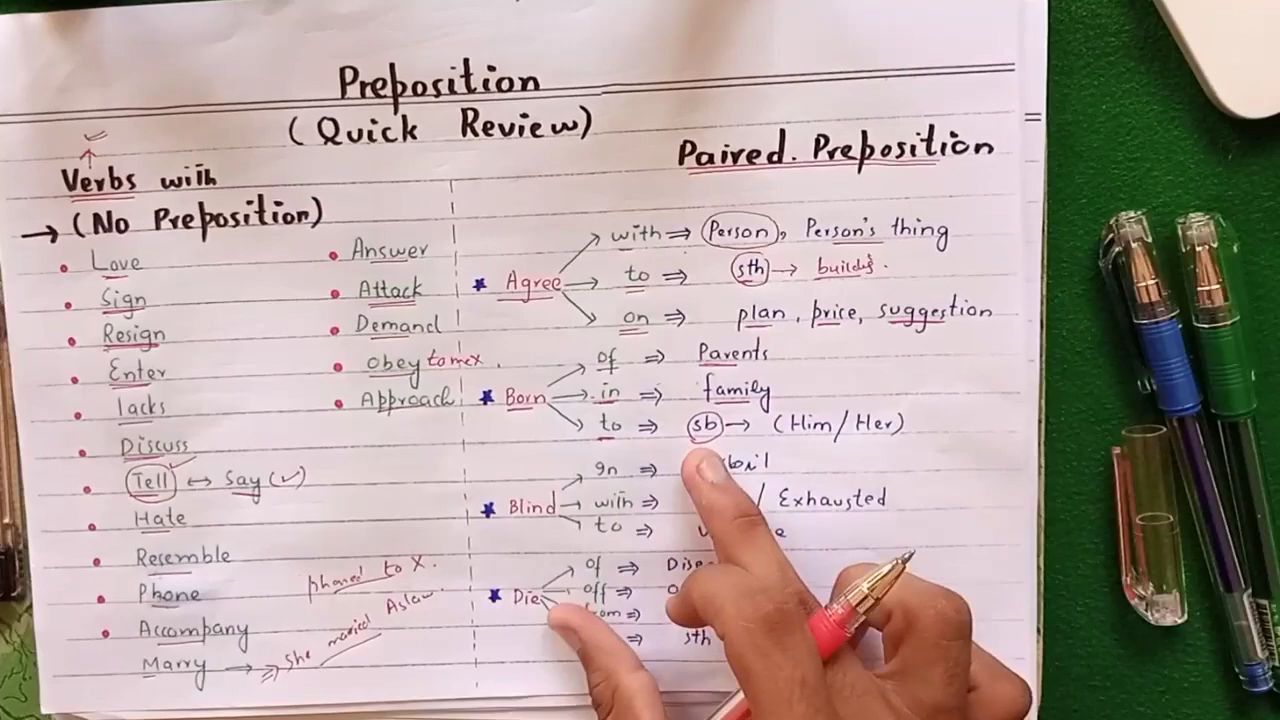 Preposition
(Quick Review)
Verbs with
→ (No Preposition)
• Love
• Sign
• Resign
• Enter
• lacks
• Discuss
• Tell ↔ Say (✓)
• Hate
• Resemble
• Phone phoned to X.
• Accompany
Marry → she married Aslam.
• Answer
• Attack
• Demand
• obey to mex.
• Approach
Paired. Preposition
★ Agree
with ⇒ Person, Person's thing
to ⇒ sth →
on ⇒ plan, price, suggestion
★ Born
of ⇒ Parents
in ⇒ family
to ⇒ sb → (Him/Her)
★ Blind
in ⇒
with ⇒ / Exhausted
to ⇒
★ Die
of ⇒
off ⇒
⇒ sth